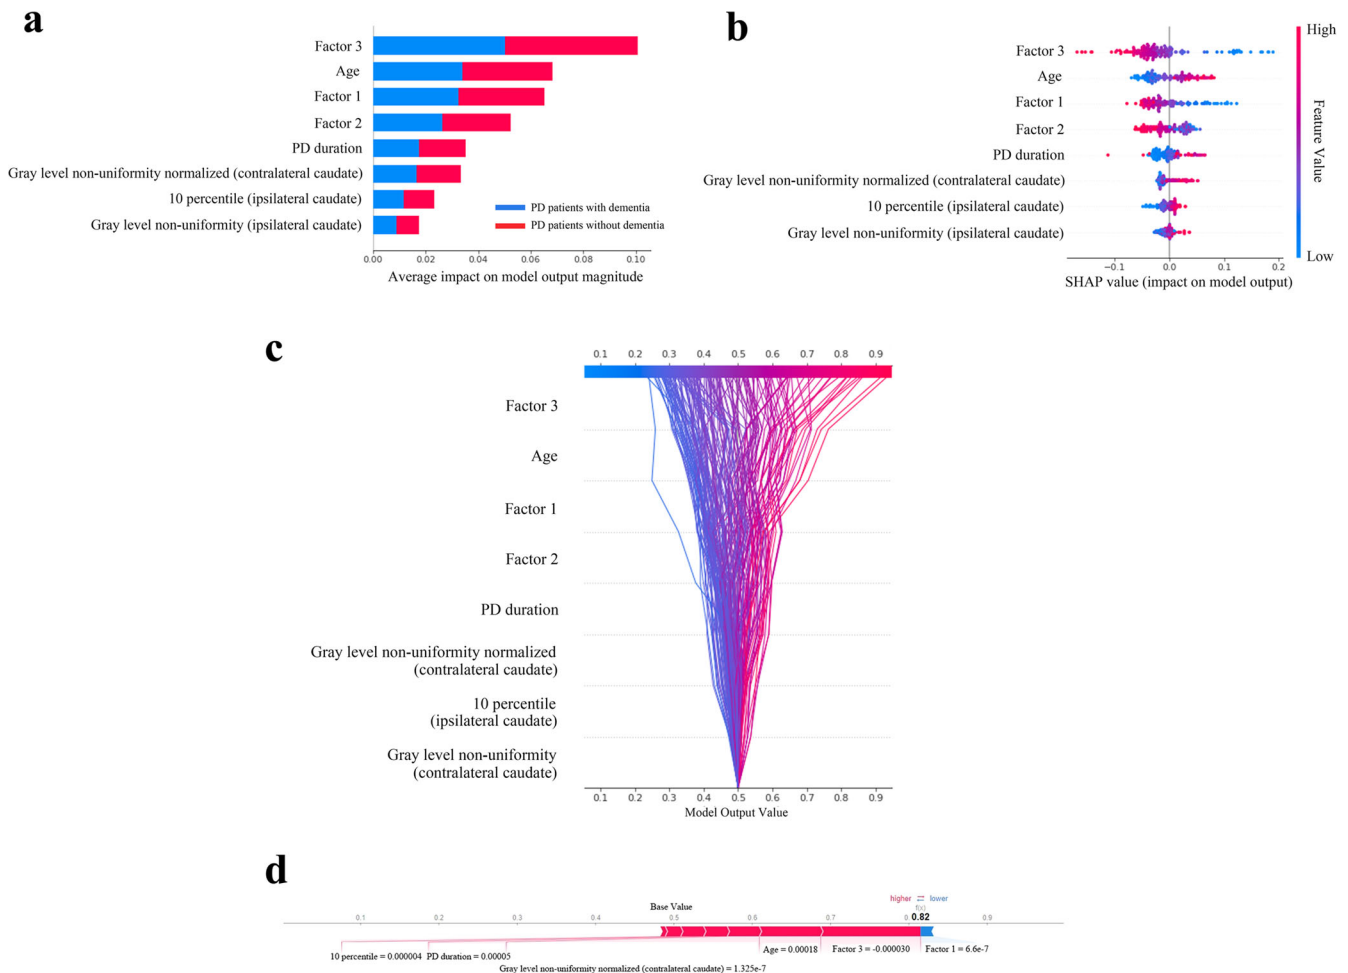 a
Factor 3
Age
Factor 1
Factor 2
PD duration
Gray level non-uniformity normalized (contralateral caudate)
10 percentile (ipsilateral caudate)
Gray level non-uniformity (ipsilateral caudate)
PD patients with dementia
PD patients without dementia
0.00 0.02 0.04 0.06 0.08 0.10
Average impact on model output magnitude
b
Factor 3
Age
Factor 1
Factor 2
PD duration
Gray level non-uniformity normalized (contralateral caudate)
10 percentile (ipsilateral caudate)
Gray level non-uniformity (ipsilateral caudate)
−0.1 0.0 0.1 0.2
SHAP value (impact on model output)
High
Feature Value
Low
c
0.1 0.2 0.3 0.4 0.5 0.6 0.7 0.8 0.9
Factor 3
Age
Factor 1
Factor 2
PD duration
Gray level non-uniformity normalized
(contralateral caudate)
10 percentile
(ipsilateral caudate)
Gray level non-uniformity
(contralateral caudate)
0.1 0.2 0.3 0.4 0.5 0.6 0.7 0.8 0.9
Model Output Value
d
higher ⇄ lower
Base Value
f(x)
0.1 0.2 0.3 0.4 0.5 0.6 0.7 0.82 0.9
10 percentile = 0.000004 PD duration = 0.00005 Age = 0.00018 Factor 3 = -0.000030 Factor 1 = 6.6e-7
Gray level non-uniformity normalized (contralateral caudate) = 1.325e-7